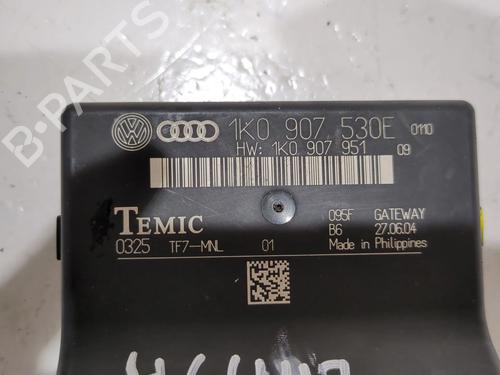 B-PARTS
1K0 907 530E 0110
HW: 1K0 907 951 09
TEMIC
095F GATEWAY
B6 27.06.04
0325 TF7-MNL 01 Made in Philippines